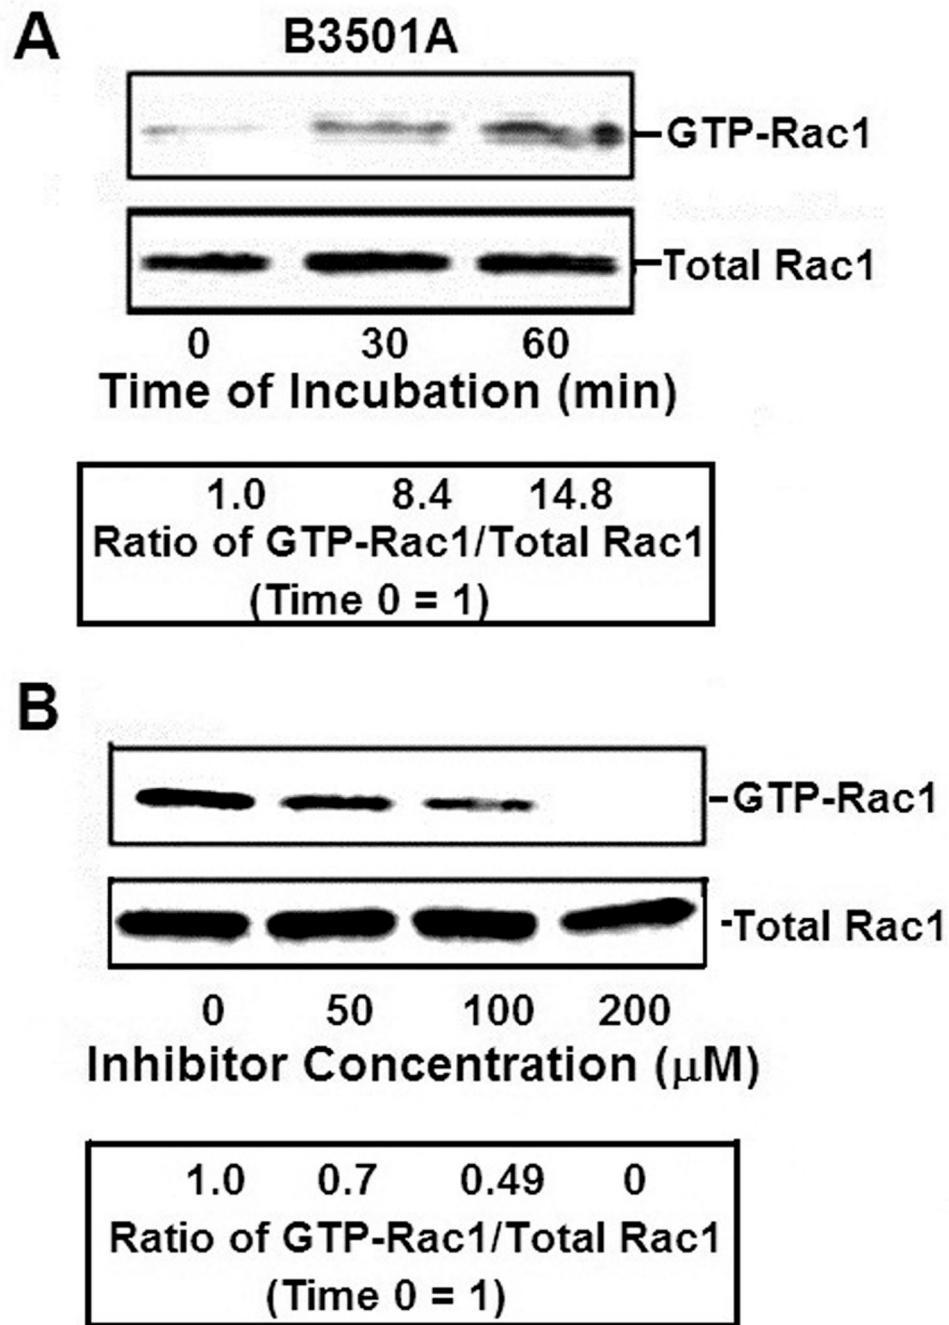 A
B3501A
GTP-Rac1
Total Rac1
0 30 60
Time of Incubation (min)
1.0 8.4 14.8
Ratio of GTP-Rac1/Total Rac1
(Time 0 = 1)
B
GTP-Rac1
Total Rac1
0 50 100 200
Inhibitor Concentration (μM)
1.0 0.7 0.49 0
Ratio of GTP-Rac1/Total Rac1
(Time 0 = 1)